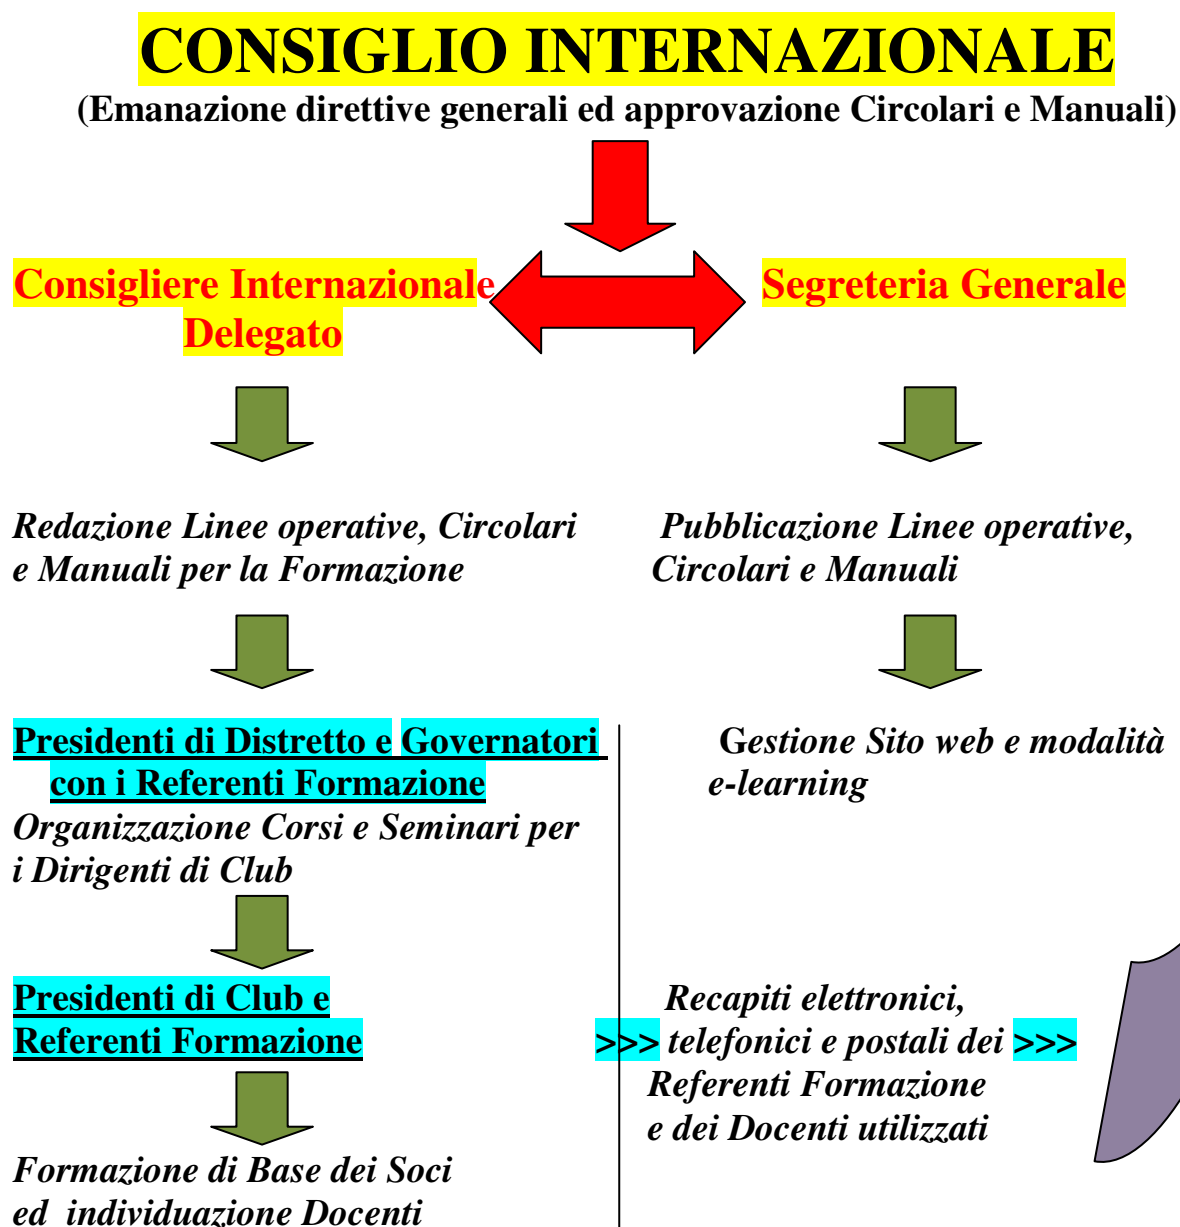 CONSIGLIO INTERNAZIONALE
(Emanazione direttive generali ed approvazione Circolari e Manuali)
Consigliere Internazionale
Delegato
Segreteria Generale
Redazione Linee operative, Circolari
e Manuali per la Formazione
Pubblicazione Linee operative,
Circolari e Manuali
Presidenti di Distretto e Governatori
con i Referenti Formazione
Organizzazione Corsi e Seminari per
i Dirigenti di Club
Gestione Sito web e modalità
e-learning
Presidenti di Club e
Referenti Formazione
Recapiti elettronici,
>>> telefonici e postali dei >>>
Referenti Formazione
e dei Docenti utilizzati
Formazione di Base dei Soci
ed individuazione Docenti